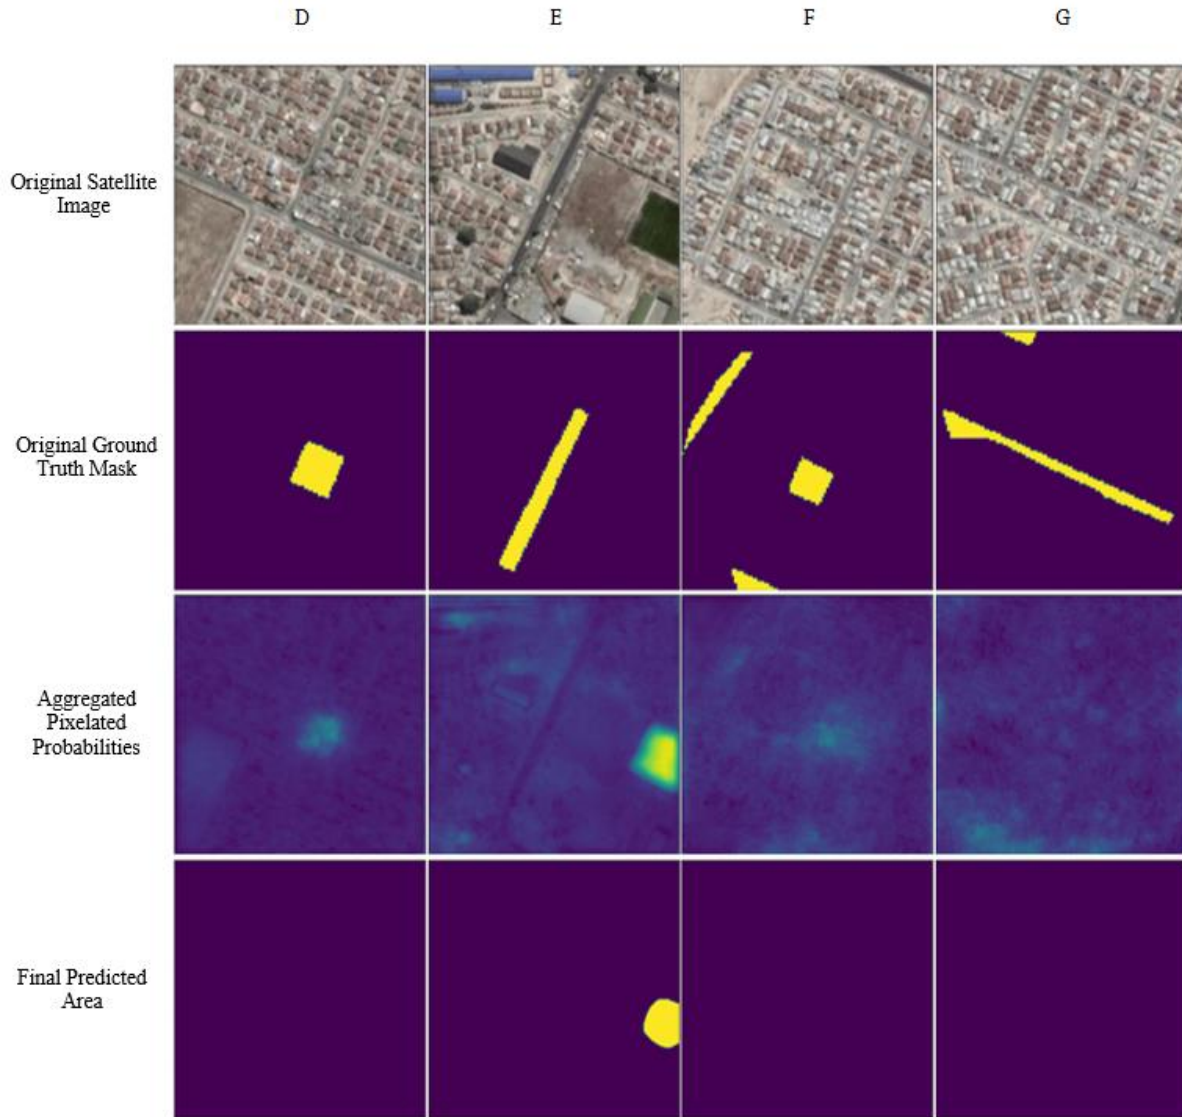 D E F G
Original Satellite
Image
Original Ground
Truth Mask
Aggregated
Pixelated
Probabilities
Final Predicted
Area